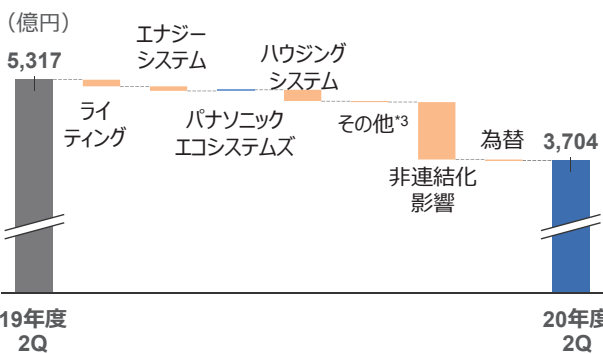 （億円）
5,317
ライ
ティング
エナジー
システム
パナソニック
エコシステムズ
ハウジング
システム
その他*3
非連結化
影響
為替
3,704
19年度
2Q
20年度
2Q